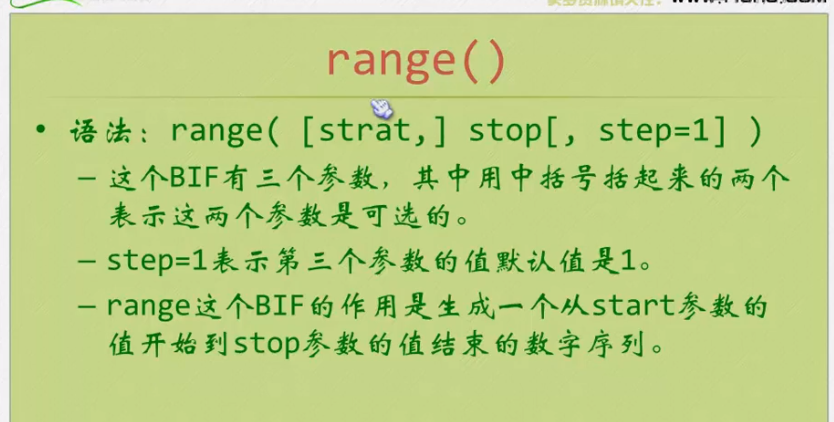 range()
• 语法：range( [strat,] stop[, step=1] )
– 这个BIF有三个参数，其中用中括号括起来的两个
表示这两个参数是可选的。
– step=1表示第三个参数的值默认值是1。
– range这个BIF的作用是生成一个从start参数的
值开始到stop参数的值结束的数字序列。